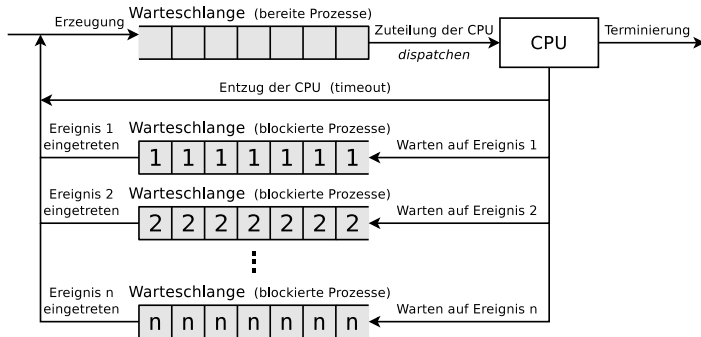 Erzeugung
Warteschlange (bereite Prozesse)
Zuteilung der CPU
dispatchen
CPU
Terminierung
Entzug der CPU (timeout)
Ereignis 1
eingetreten
Warteschlange (blockierte Prozesse)
1 1 1 1 1 1 1
Warten auf Ereignis 1
Ereignis 2
eingetreten
Warteschlange (blockierte Prozesse)
2 2 2 2 2 2 2
Warten auf Ereignis 2
Ereignis n
eingetreten
Warteschlange (blockierte Prozesse)
n n n n n n n
Warten auf Ereignis n